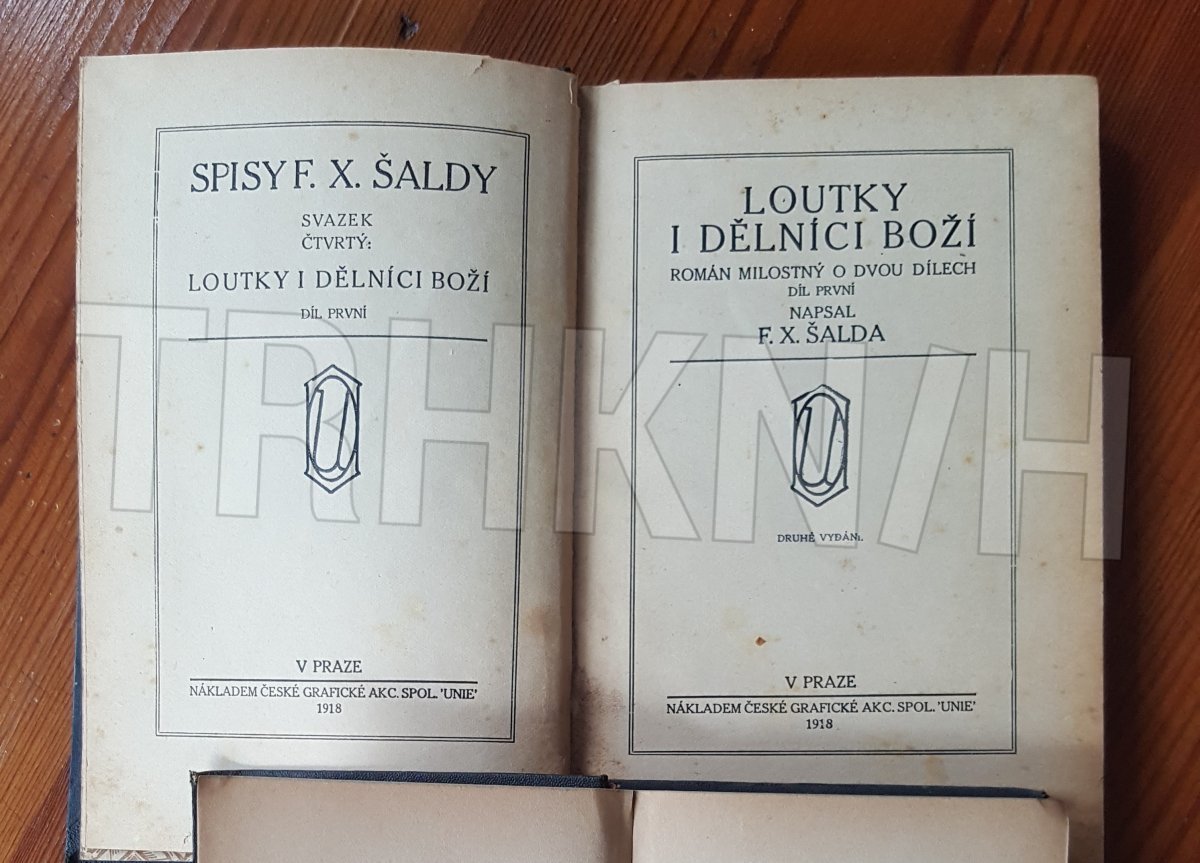 SPISY F. X. ŠALDY
SVAZEK
ČTVRTÝ:
LOUTKY I DĚLNÍCI BOŽÍ
DÍL PRVNÍ
U
V PRAZE
NÁKLADEM ČESKÉ GRAFICKÉ AKC. SPOL. 'UNIE'
1918
LOUTKY
I DĚLNÍCI BOŽÍ
ROMÁN MILOSTNÝ O DVOU DÍLECH
DÍL PRVNÍ
NAPSAL
F. X. ŠALDA
U
DRUHÉ VYDÁNÍ.
V PRAZE
NÁKLADEM ČESKÉ GRAFICKÉ AKC. SPOL. 'UNIE'
1918
TRHKNIH